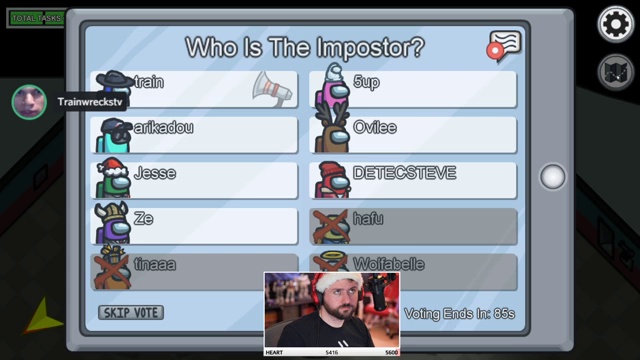 TOTAL TASKS
Who Is The Impostor?
train
5up
Trainwreckstv
arikadou
Ovilee
Jesse
DETECSTEVE
Ze
hafu
tinaaa
Wolfabelle
SKIP VOTE
Voting Ends In: 85s
HEART 5416 5600